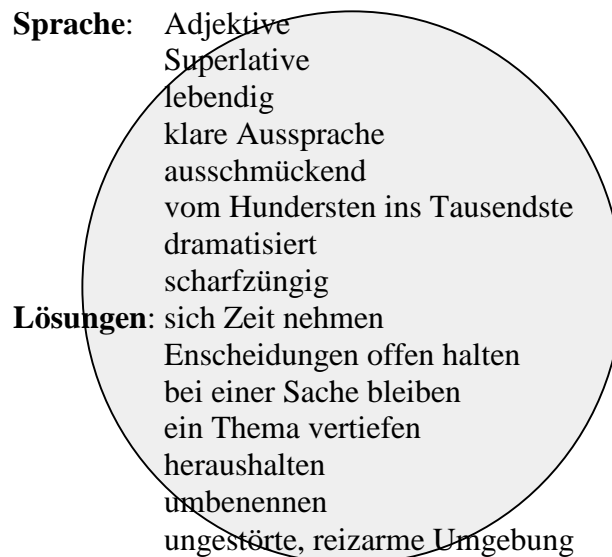 Sprache: Adjektive
Superlative
lebendig
klare Aussprache
ausschmückend
vom Hundersten ins Tausendste
dramatisiert
scharfzüngig
Lösungen: sich Zeit nehmen
Enscheidungen offen halten
bei einer Sache bleiben
ein Thema vertiefen
heraushalten
umbenennen
ungestörte, reizarme Umgebung